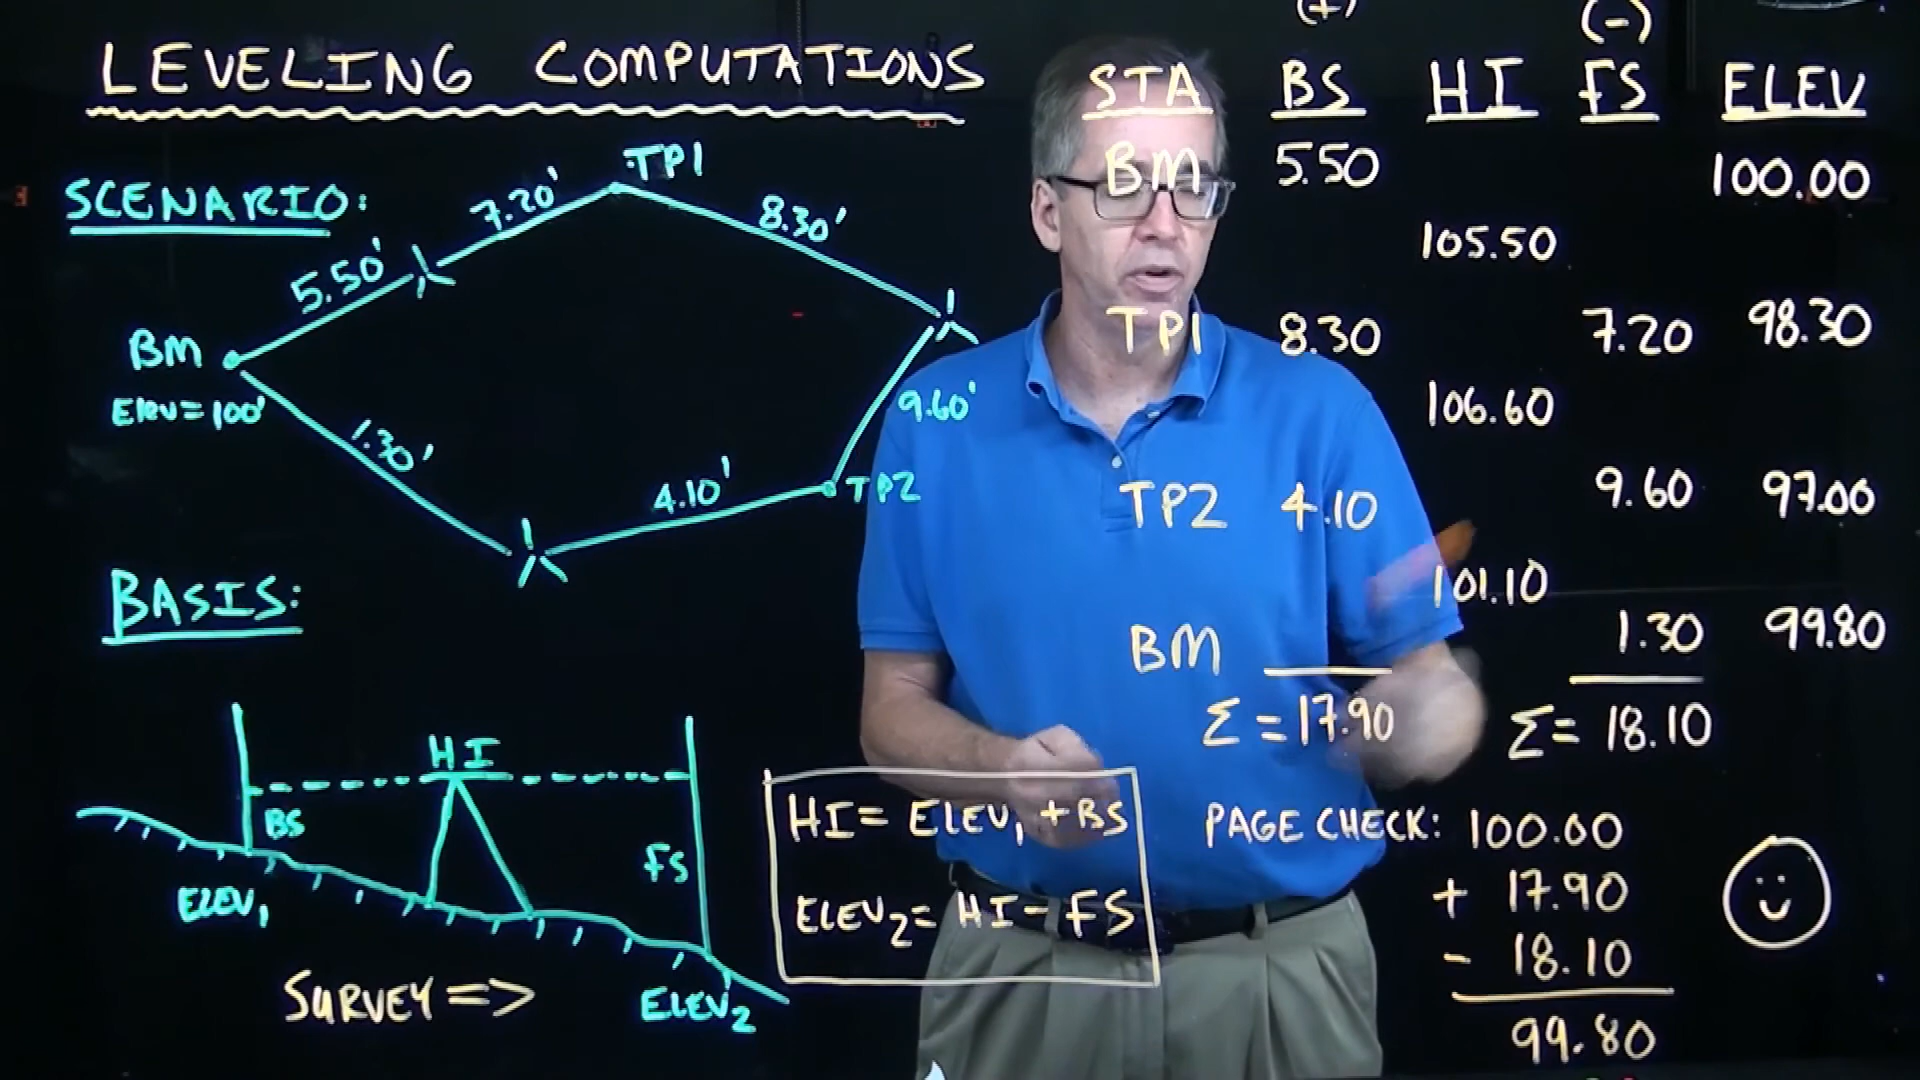 LEVELING COMPUTATIONS
SCENARIO:
TP1
7.20'
8.30'
5.50'
BM
Elev=100'
9.60'
1.30'
4.10'
TP2
BASIS:
HI
BS
FS
ELEV1
ELEV2
SURVEY =>
HI= ELEV1 +BS
ELEV2= HI- FS
(+) (-)
STA BS HI FS ELEV
BM 5.50 100.00
105.50
TP1 8.30 7.20 98.30
106.60
TP2 4.10 9.60 97.00
101.10
BM 1.30 99.80
Σ =17.90 Σ= 18.10
PAGE CHECK: 100.00
+ 17.90
- 18.10
99.80